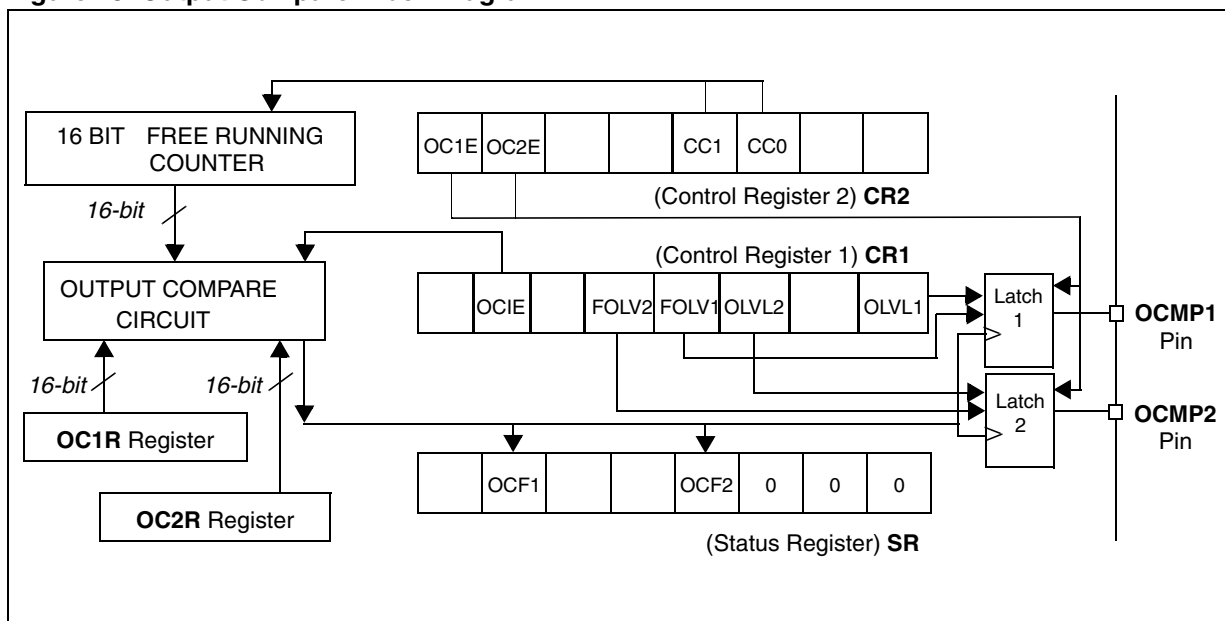 16 BIT FREE RUNNING
COUNTER
16-bit
OC1E OC2E CC1 CC0
(Control Register 2) CR2
OUTPUT COMPARE
CIRCUIT
(Control Register 1) CR1
OCIE FOLV2 FOLV1 OLVL2 OLVL1
Latch
1
OCMP1
Pin
16-bit
16-bit
OC1R Register
Latch
2
OCMP2
Pin
OCF1 OCF2 0 0 0
OC2R Register
(Status Register) SR